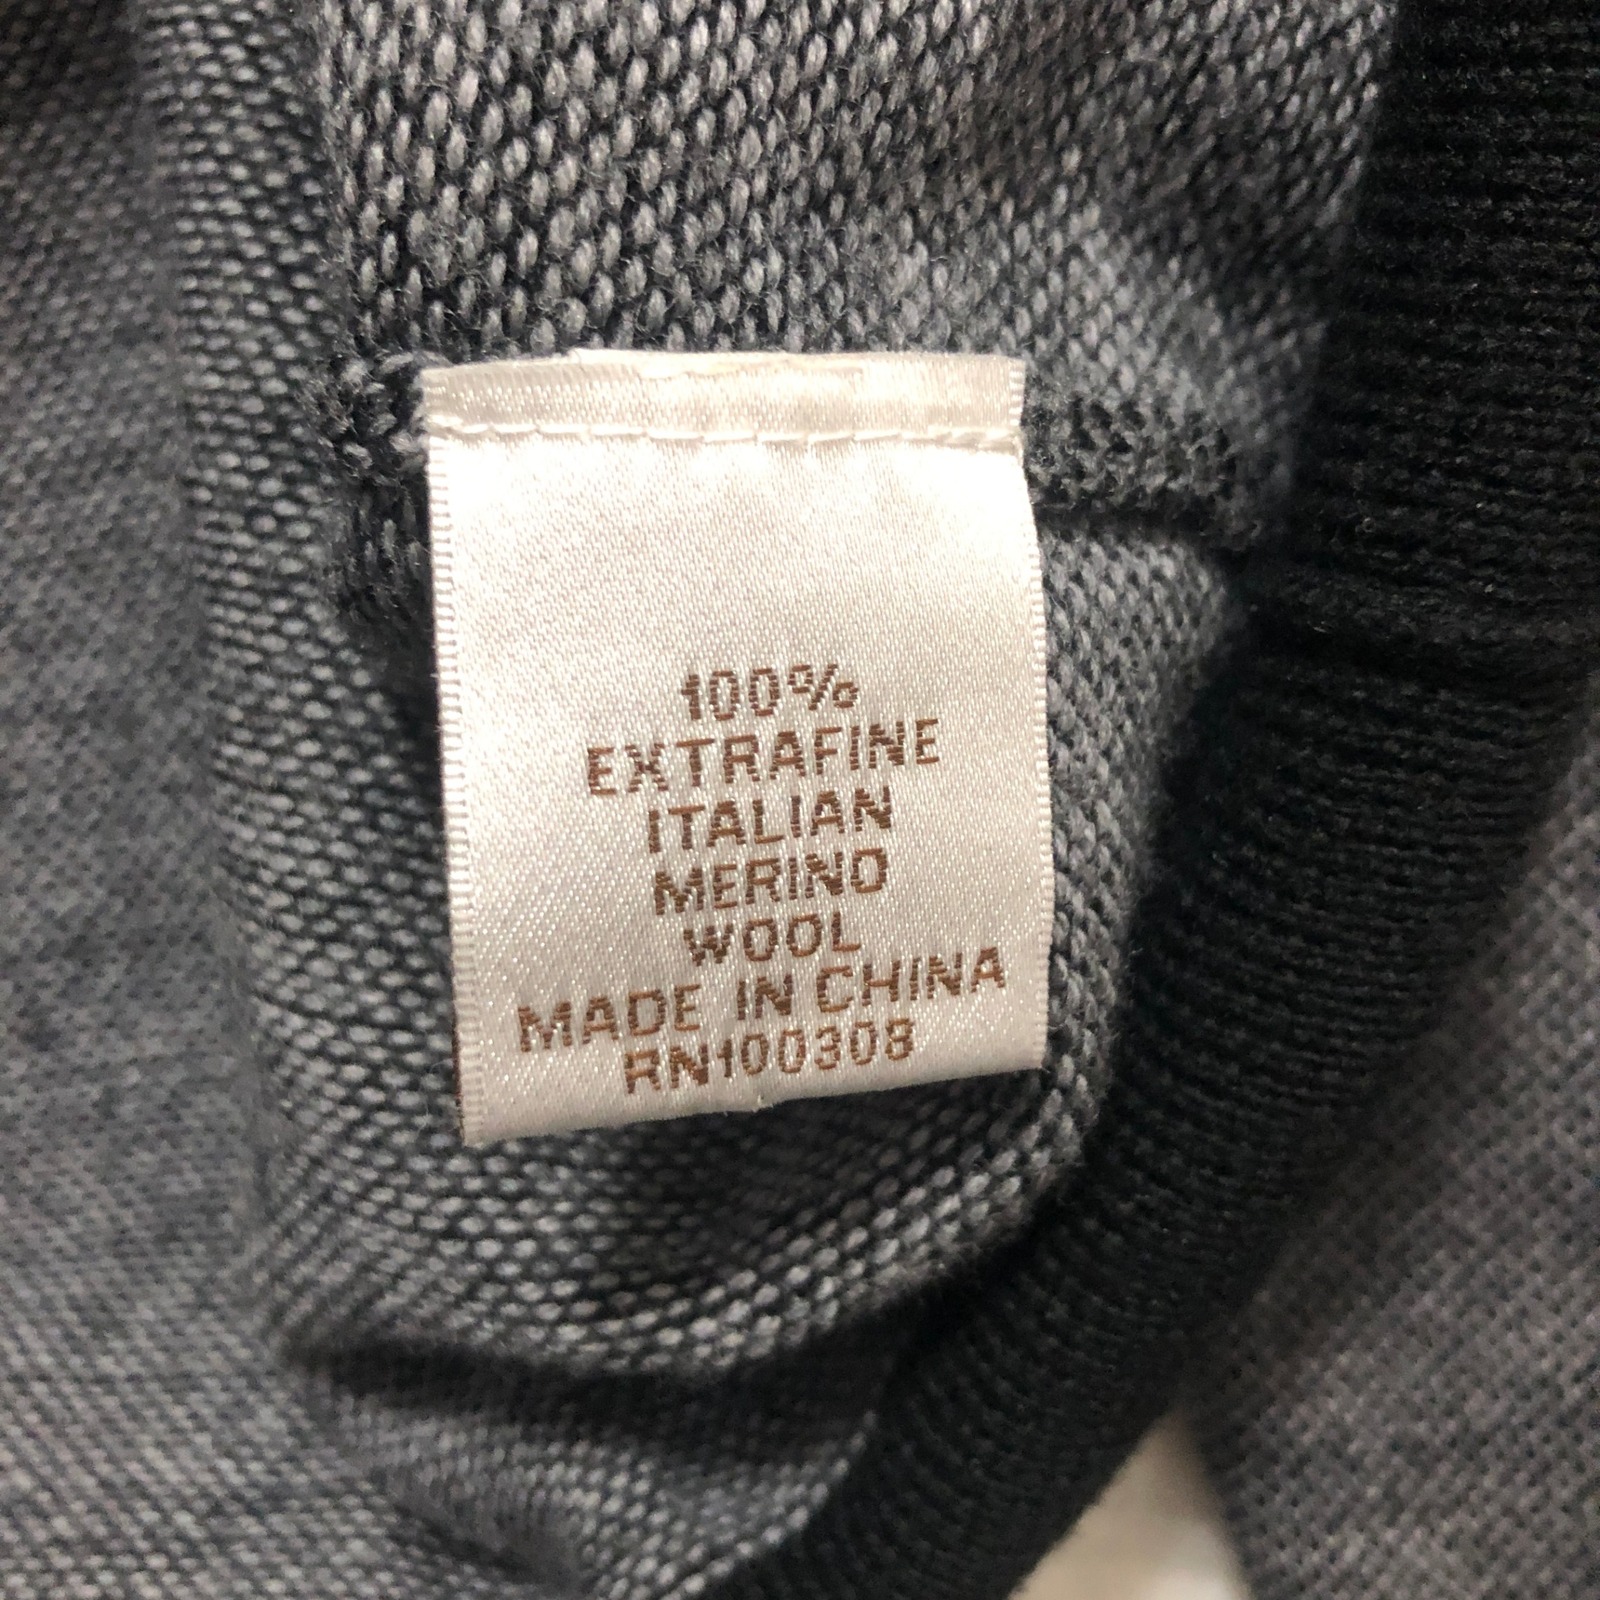 100%
EXTRAFINE
ITALIAN
MERINO
WOOL
MADE IN CHINA
RN100308